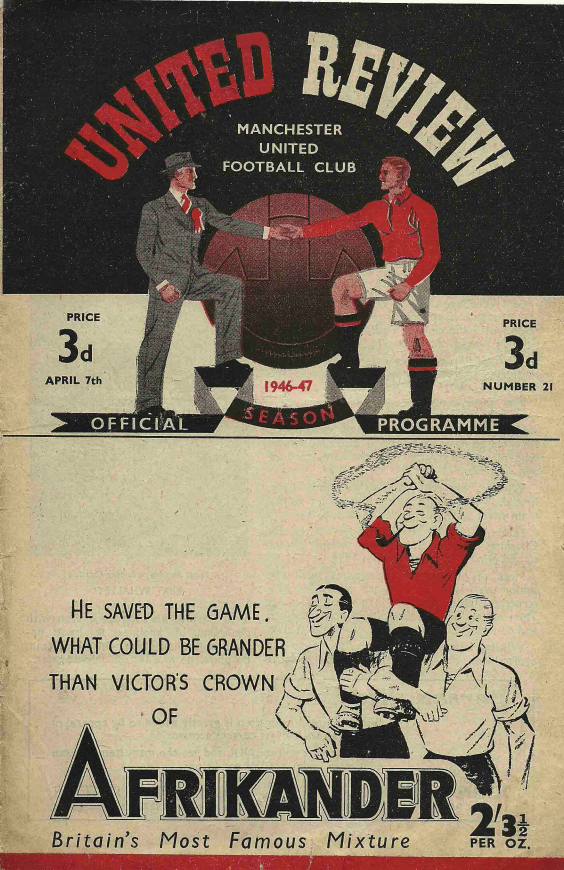 UNITED REVIEW
MANCHESTER
UNITED
FOOTBALL CLUB
PRICE
3d
APRIL 7th
PRICE
3d
NUMBER 21
1946-47
OFFICIAL SEASON PROGRAMME
HE SAVED THE GAME.
WHAT COULD BE GRANDER
THAN VICTOR'S CROWN
OF
AFRIKANDER
Britain's Most Famous Mixture
2/3½
PER OZ.